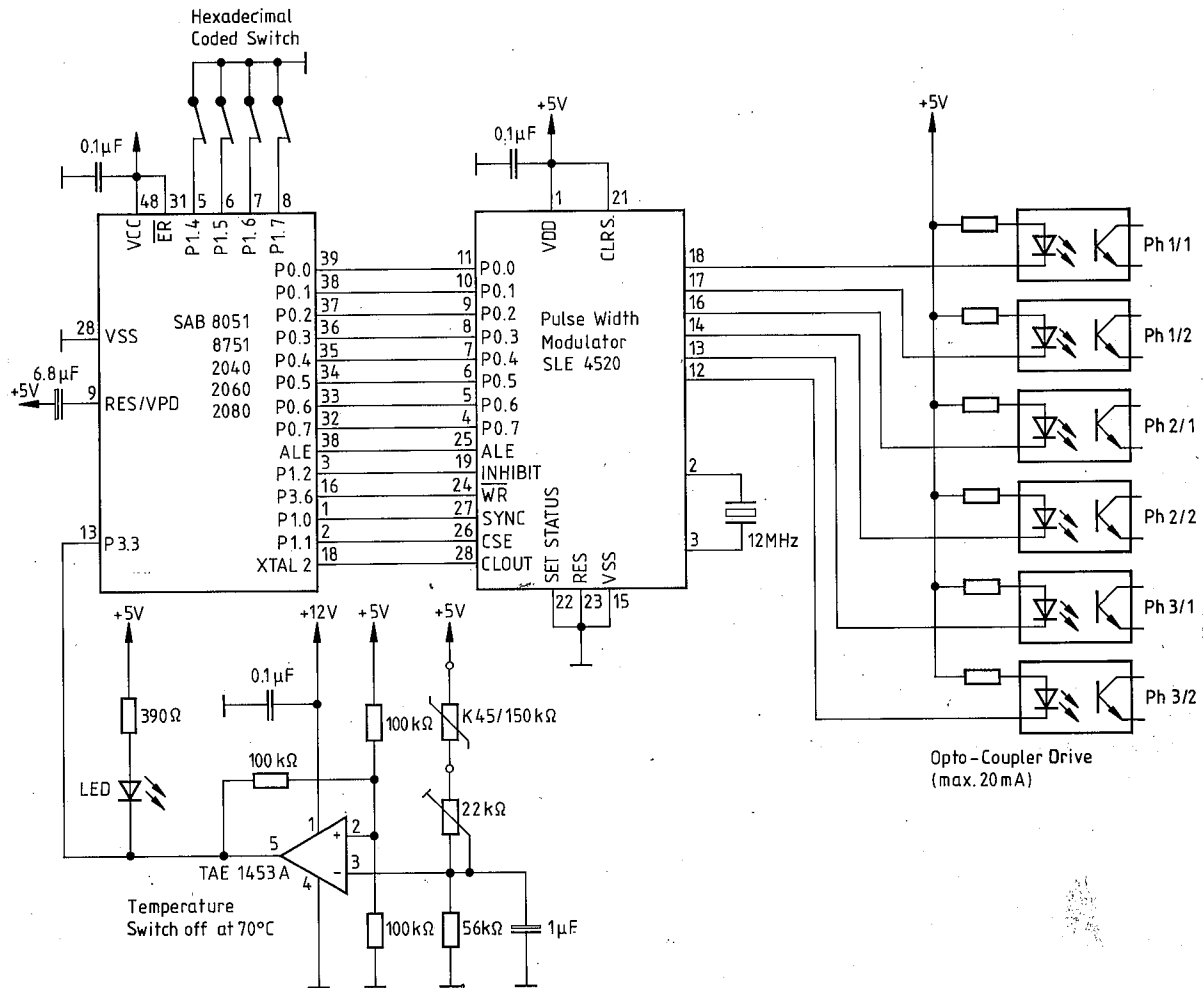 Hexadecimal
Coded Switch
+5V
+5V
0.1µF
0.1µF
48 31 5 6 7 8
1 21
VCC
ER
P1.4
P1.5
P1.6
P1.7
VDD
CLRS.
SAB 8051
8751
2040
2060
2080
28 VSS
6.8µF
+5V
9 RES/VPD
13 P3.3
P0.0 39 11 P0.0
P0.1 38 10 P0.1
P0.2 37 9 P0.2
P0.3 36 8 P0.3
P0.4 35 7 P0.4
P0.5 34 6 P0.5
P0.6 33 5 P0.6
P0.7 32 4 P0.7
ALE 38 25 ALE
P1.2 3 19 INHIBIT
P3.6 16 24 WR
P1.0 1 27 SYNC
P1.1 2 26 CSE
XTAL 2 18 28 CLOUT
Pulse Width
Modulator
SLE 4520
18
17
16
14
13
12
2
3
12MHz
SET STATUS
RES
VSS
22 23 15
Ph 1/1
Ph 1/2
Ph 2/1
Ph 2/2
Ph 3/1
Ph 3/2
Opto-Coupler Drive
(max. 20mA)
+5V
+12V
+5V
+5V
0.1µF
390Ω
100kΩ
K45/150kΩ
100kΩ
LED
22kΩ
1
2
+
5
3
-
4
TAE 1453A
Temperature
Switch off at 70°C
100kΩ
56kΩ
1µF